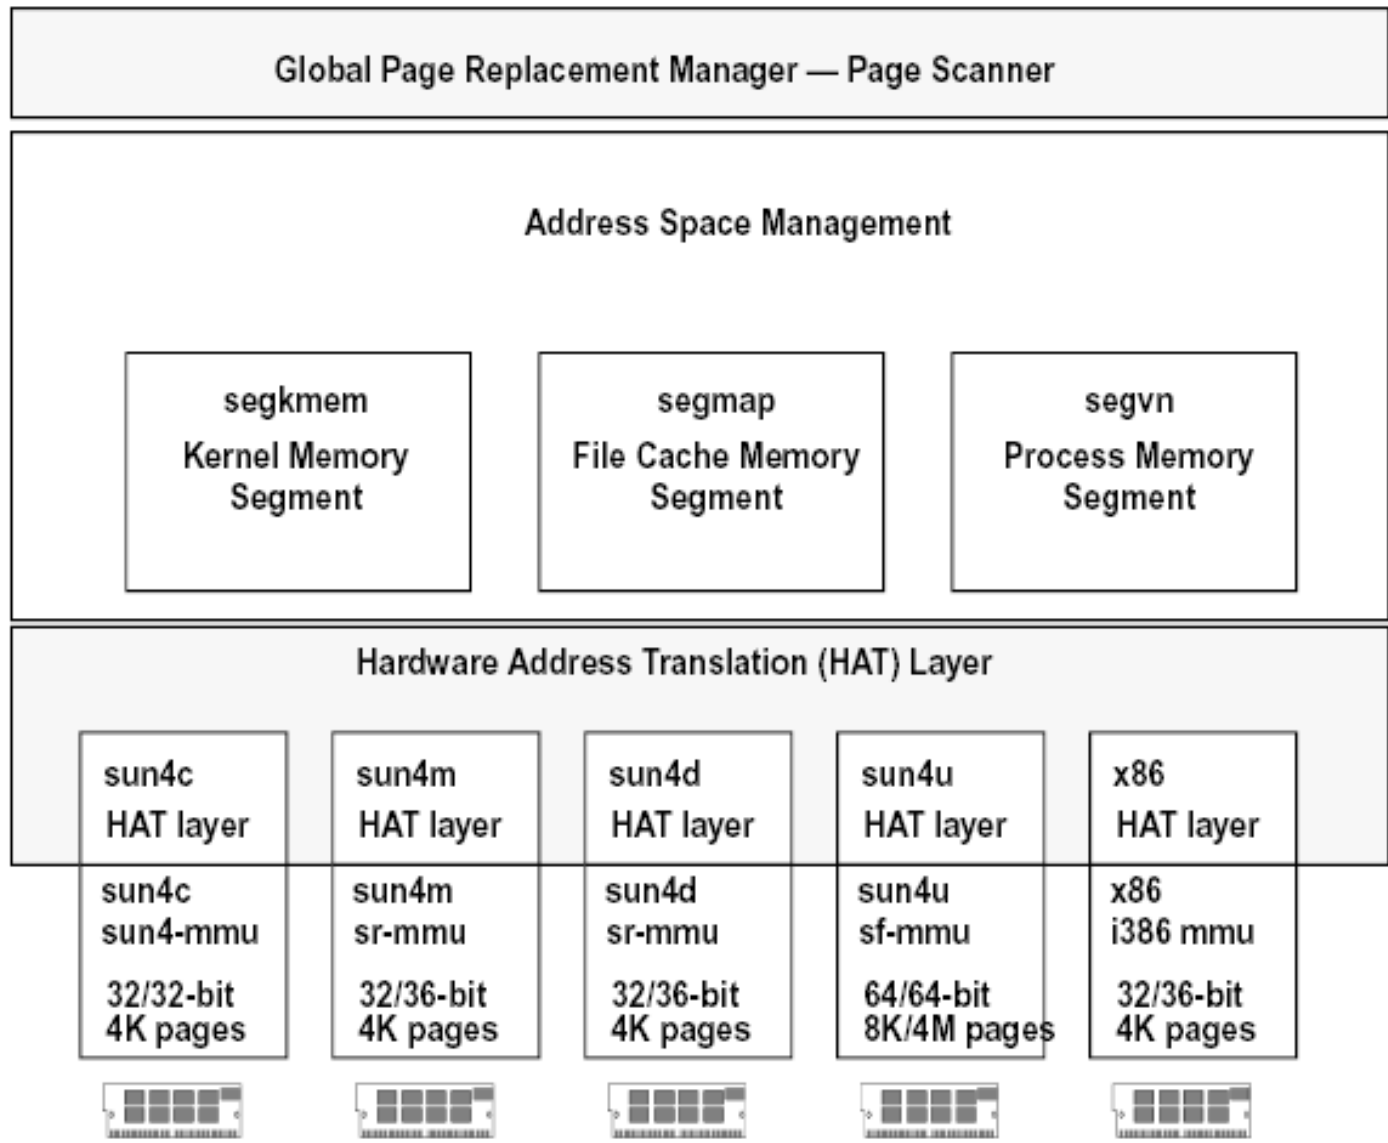 Global Page Replacement Manager — Page Scanner
Address Space Management
segkmem
Kernel Memory
Segment
segmap
File Cache Memory
Segment
segvn
Process Memory
Segment
Hardware Address Translation (HAT) Layer
sun4c
HAT layer
sun4c
sun4-mmu
32/32-bit
4K pages
sun4m
HAT layer
sun4m
sr-mmu
32/36-bit
4K pages
sun4d
HAT layer
sun4d
sr-mmu
32/36-bit
4K pages
sun4u
HAT layer
sun4u
sf-mmu
64/64-bit
8K/4M pages
x86
HAT layer
x86
i386 mmu
32/36-bit
4K pages